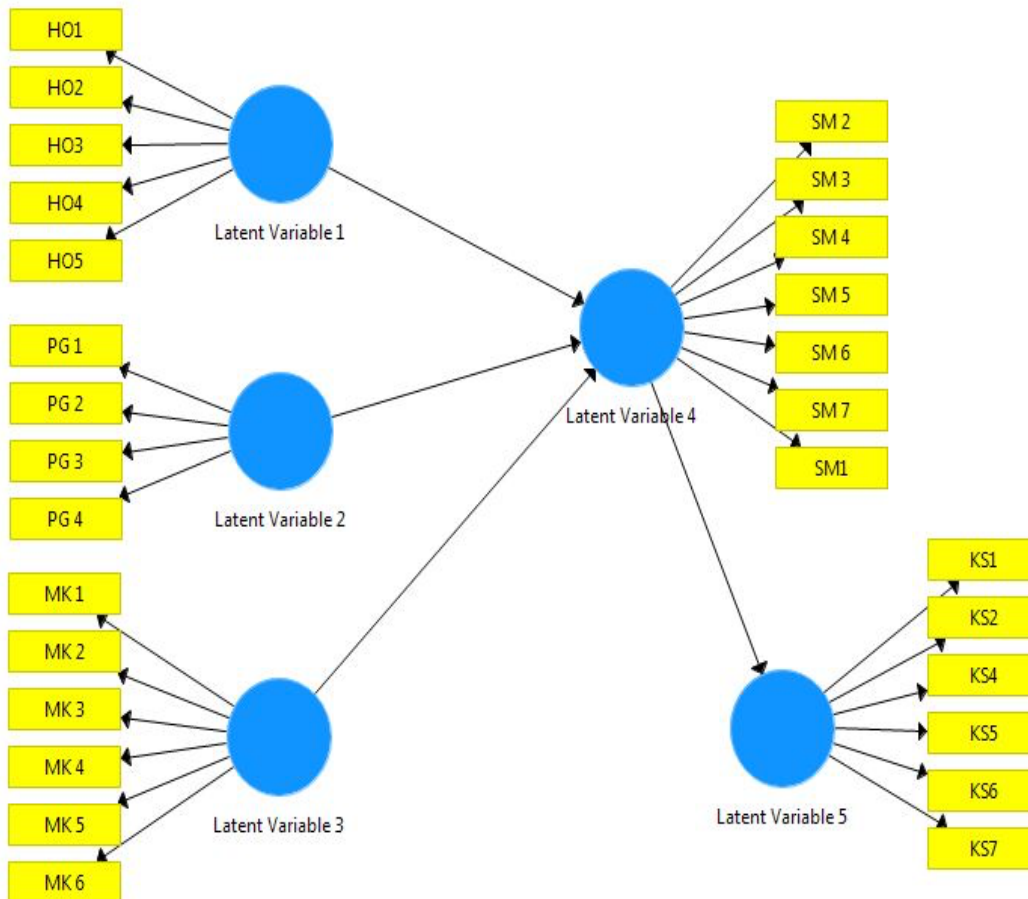 HO1
HO2
HO3
HO4
HO5
Latent Variable 1
PG 1
PG 2
PG 3
PG 4
Latent Variable 2
MK 1
MK 2
MK 3
MK 4
MK 5
MK 6
Latent Variable 3
SM 2
SM 3
SM 4
SM 5
SM 6
SM 7
SM1
Latent Variable 4
KS1
KS2
KS4
KS5
KS6
KS7
Latent Variable 5